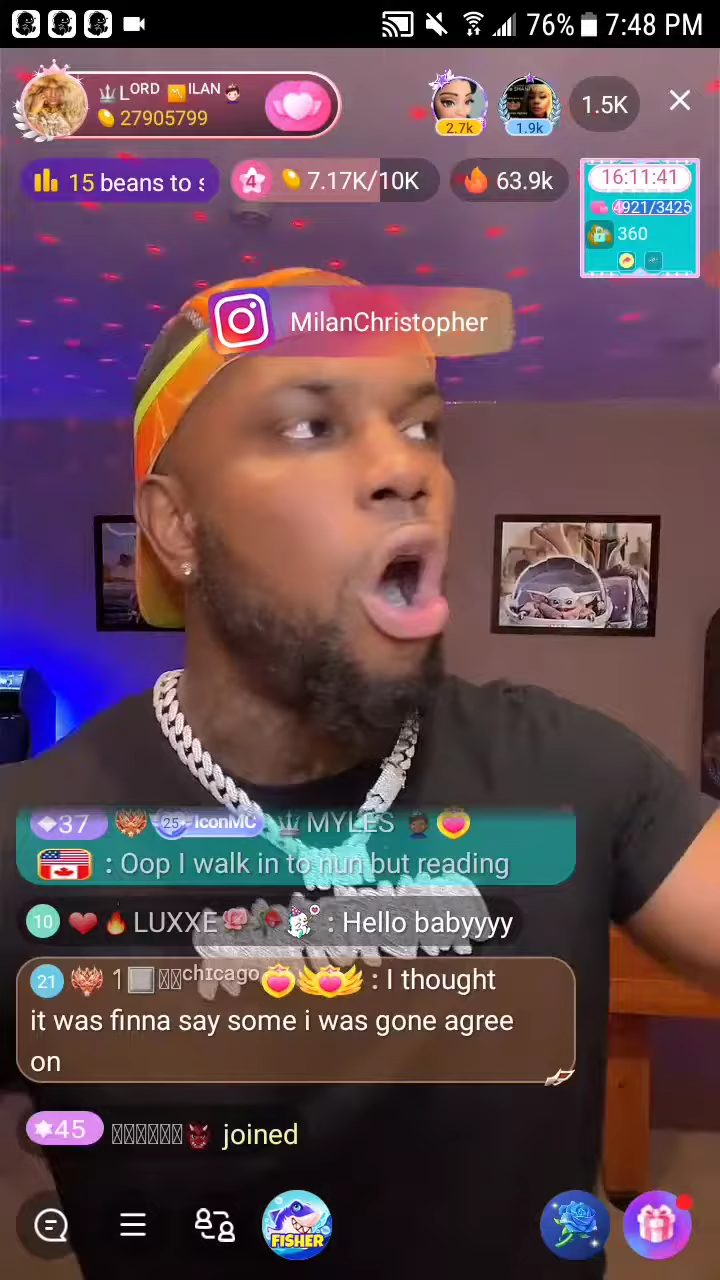 76% 7:48 PM
LORD ILAN
27905799
2.7k
1.9k
1.5K
15 beans to s
4 7.17K/10K
63.9k
16:11:41
4921/3425
360
MilanChristopher
37 25 IconMC MYLES
: Oop I walk in to nun but reading
10 LUXXE : Hello babyyyy
21 1 chɪcago : I thought
it was finna say some i was gone agree
on
45 joined
FISHER